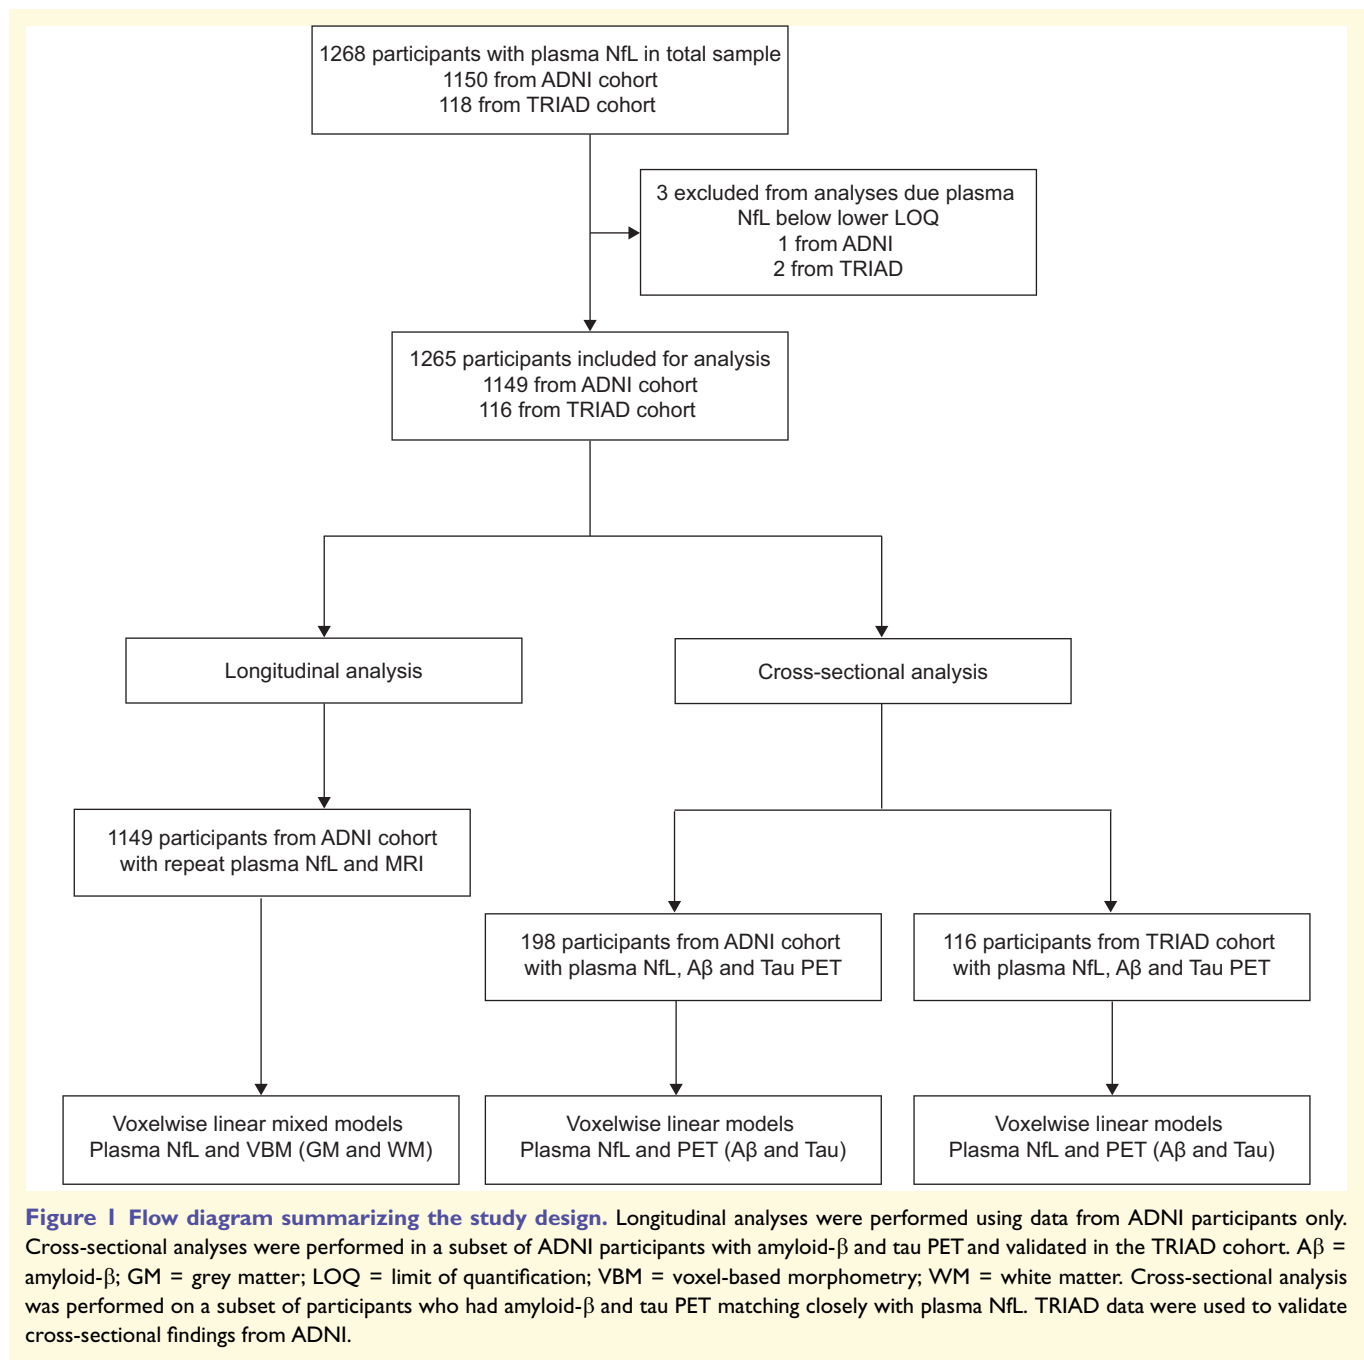 1268 participants with plasma NfL in total sample
1150 from ADNI cohort
118 from TRIAD cohort
3 excluded from analyses due plasma
NfL below lower LOQ
1 from ADNI
2 from TRIAD
1265 participants included for analysis
1149 from ADNI cohort
116 from TRIAD cohort
Longitudinal analysis
Cross-sectional analysis
1149 participants from ADNI cohort
with repeat plasma NfL and MRI
198 participants from ADNI cohort
with plasma NfL, Aβ and Tau PET
116 participants from TRIAD cohort
with plasma NfL, Aβ and Tau PET
Voxelwise linear mixed models
Plasma NfL and VBM (GM and WM)
Voxelwise linear models
Plasma NfL and PET (Aβ and Tau)
Voxelwise linear models
Plasma NfL and PET (Aβ and Tau)
Figure 1 Flow diagram summarizing the study design. Longitudinal analyses were performed using data from ADNI participants only.
Cross-sectional analyses were performed in a subset of ADNI participants with amyloid-β and tau PET and validated in the TRIAD cohort. Aβ =
amyloid-β; GM = grey matter; LOQ = limit of quantification; VBM = voxel-based morphometry; WM = white matter. Cross-sectional analysis
was performed on a subset of participants who had amyloid-β and tau PET matching closely with plasma NfL. TRIAD data were used to validate
cross-sectional findings from ADNI.